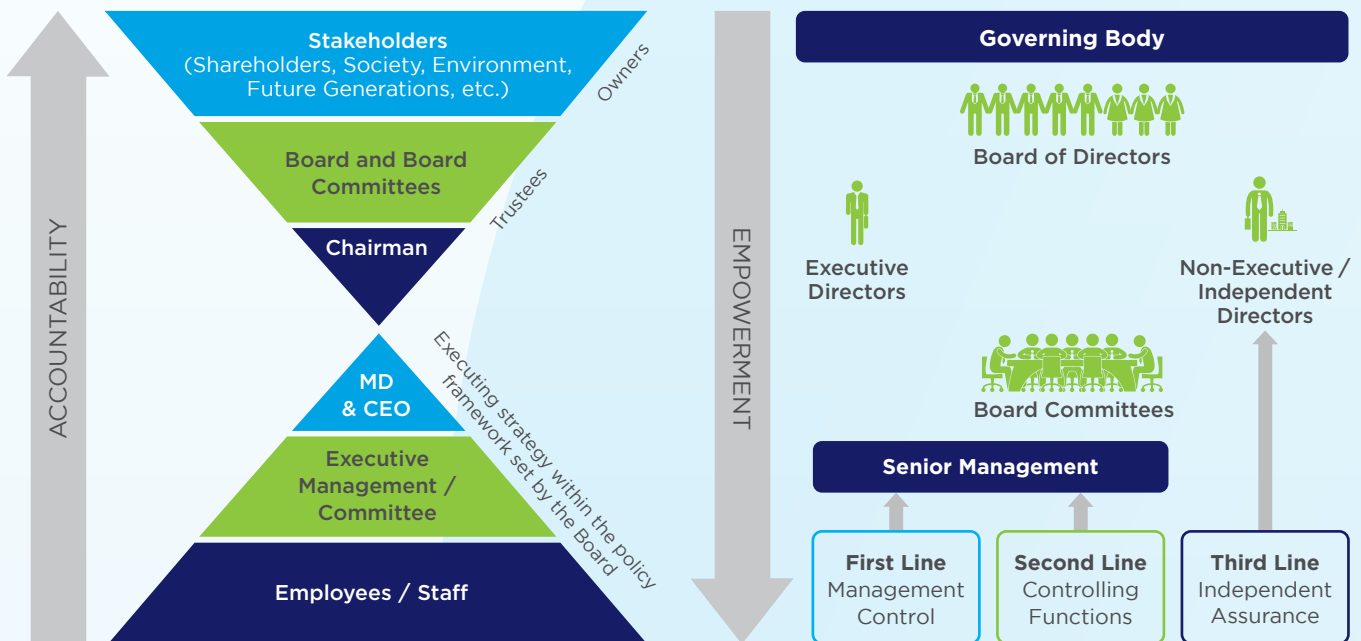 ACCOUNTABILITY
Stakeholders
(Shareholders, Society, Environment,
Future Generations, etc.)
Owners
Board and Board
Committees
Trustees
Chairman
MD
& CEO
Executive
Management /
Committee
Executing strategy within the policy
framework set by the Board
Employees / Staff
EMPOWERMENT
Governing Body
Board of Directors
Executive
Directors
Non-Executive /
Independent
Directors
Board Committees
Senior Management
First Line
Management
Control
Second Line
Controlling
Functions
Third Line
Independent
Assurance